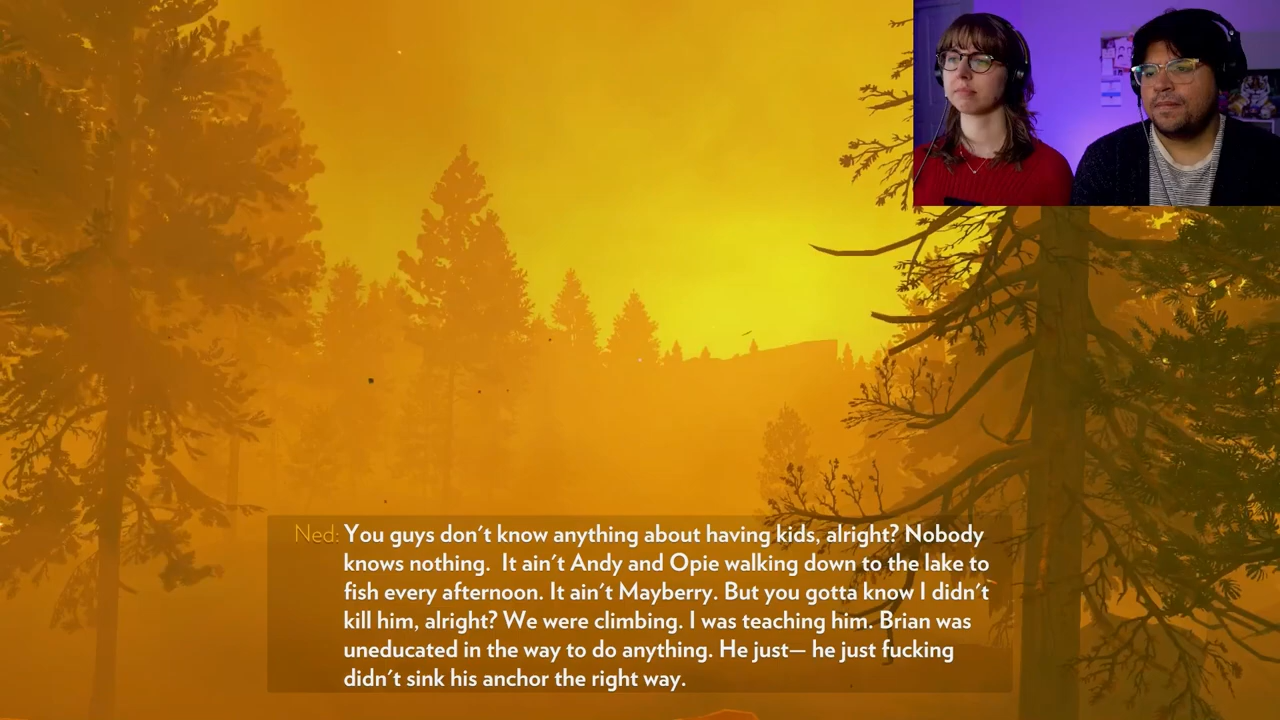 Ned: You guys don't know anything about having kids, alright? Nobody
knows nothing.  It ain't Andy and Opie walking down to the lake to
fish every afternoon. It ain't Mayberry. But you gotta know I didn't
kill him, alright? We were climbing. I was teaching him. Brian was
uneducated in the way to do anything. He just— he just fucking
didn't sink his anchor the right way.